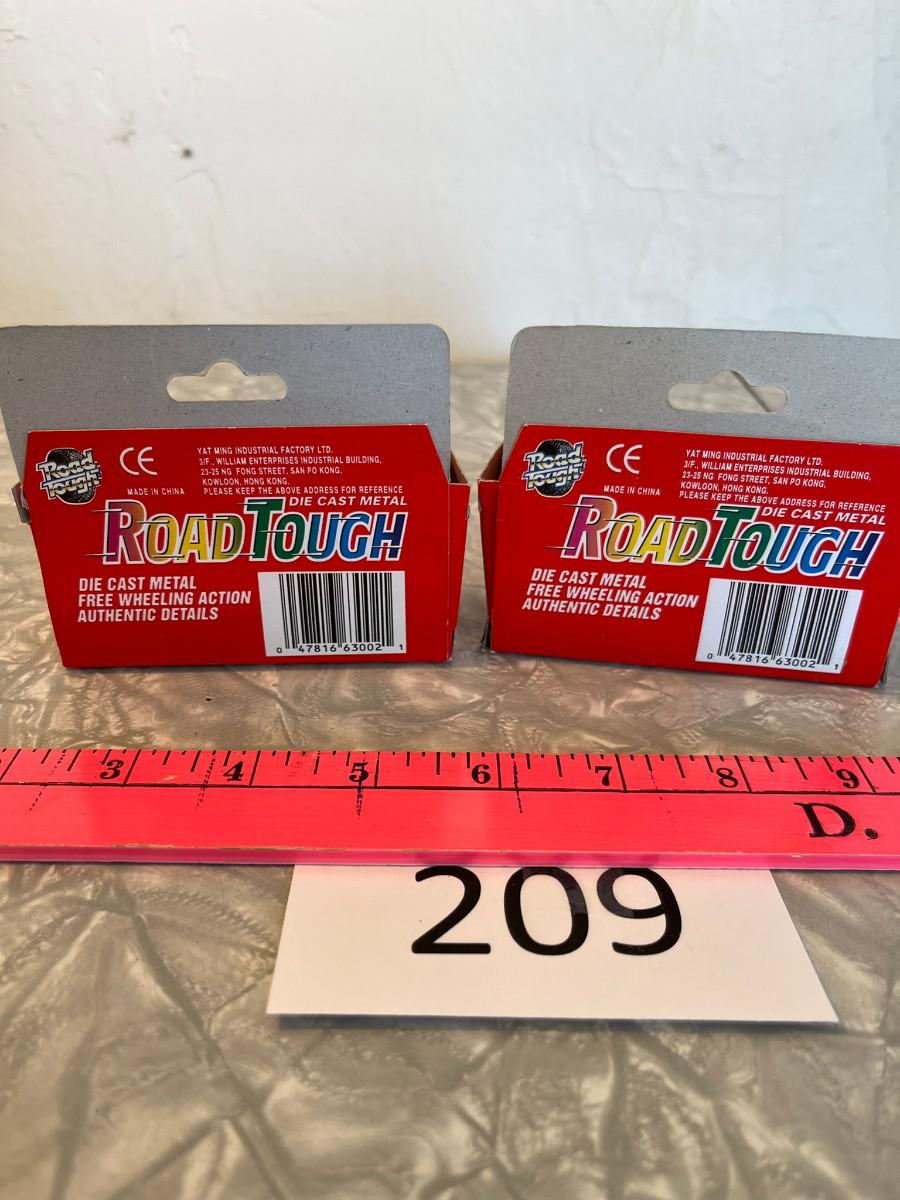 Road
Tough
CE
MADE IN CHINA
YAT MING INDUSTRIAL FACTORY LTD.
3/F., WILLIAM ENTERPRISES INDUSTRIAL BUILDING,
23-25 NG FONG STREET, SAN PO KONG,
KOWLOON, HONG KONG.
PLEASE KEEP THE ABOVE ADDRESS FOR REFERENCE
DIE CAST METAL
ROADTOUGH
DIE CAST METAL
FREE WHEELING ACTION
AUTHENTIC DETAILS
0 47816 63002 1
Road
Tough
CE
MADE IN CHINA
YAT MING INDUSTRIAL FACTORY LTD.
3/F., WILLIAM ENTERPRISES INDUSTRIAL BUILDING,
23-25 NG FONG STREET, SAN PO KONG,
KOWLOON, HONG KONG.
PLEASE KEEP THE ABOVE ADDRESS FOR REFERENCE
DIE CAST METAL
ROADTOUGH
DIE CAST METAL
FREE WHEELING ACTION
AUTHENTIC DETAILS
0 47816 63002 1
3 4 5 6 7 8 9
D.
209